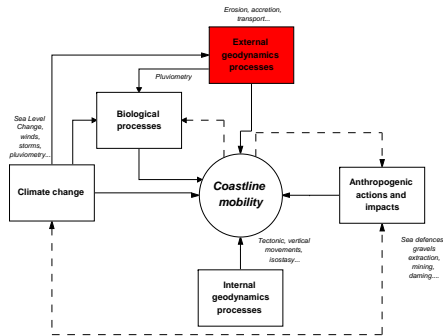 Erosion, accretion,
transport...
External
geodynamics
processes
Pluviometry
Sea Level
Change,
winds,
storms,
pluviometry...
Biological
processes
Climate change
Coastline
mobility
Anthropogenic
actions and
impacts
Tectonic, vertical
movements,
isostasy...
Sea defences
gravels
extraction,
mining,
daming....
Internal
geodynamics
processes